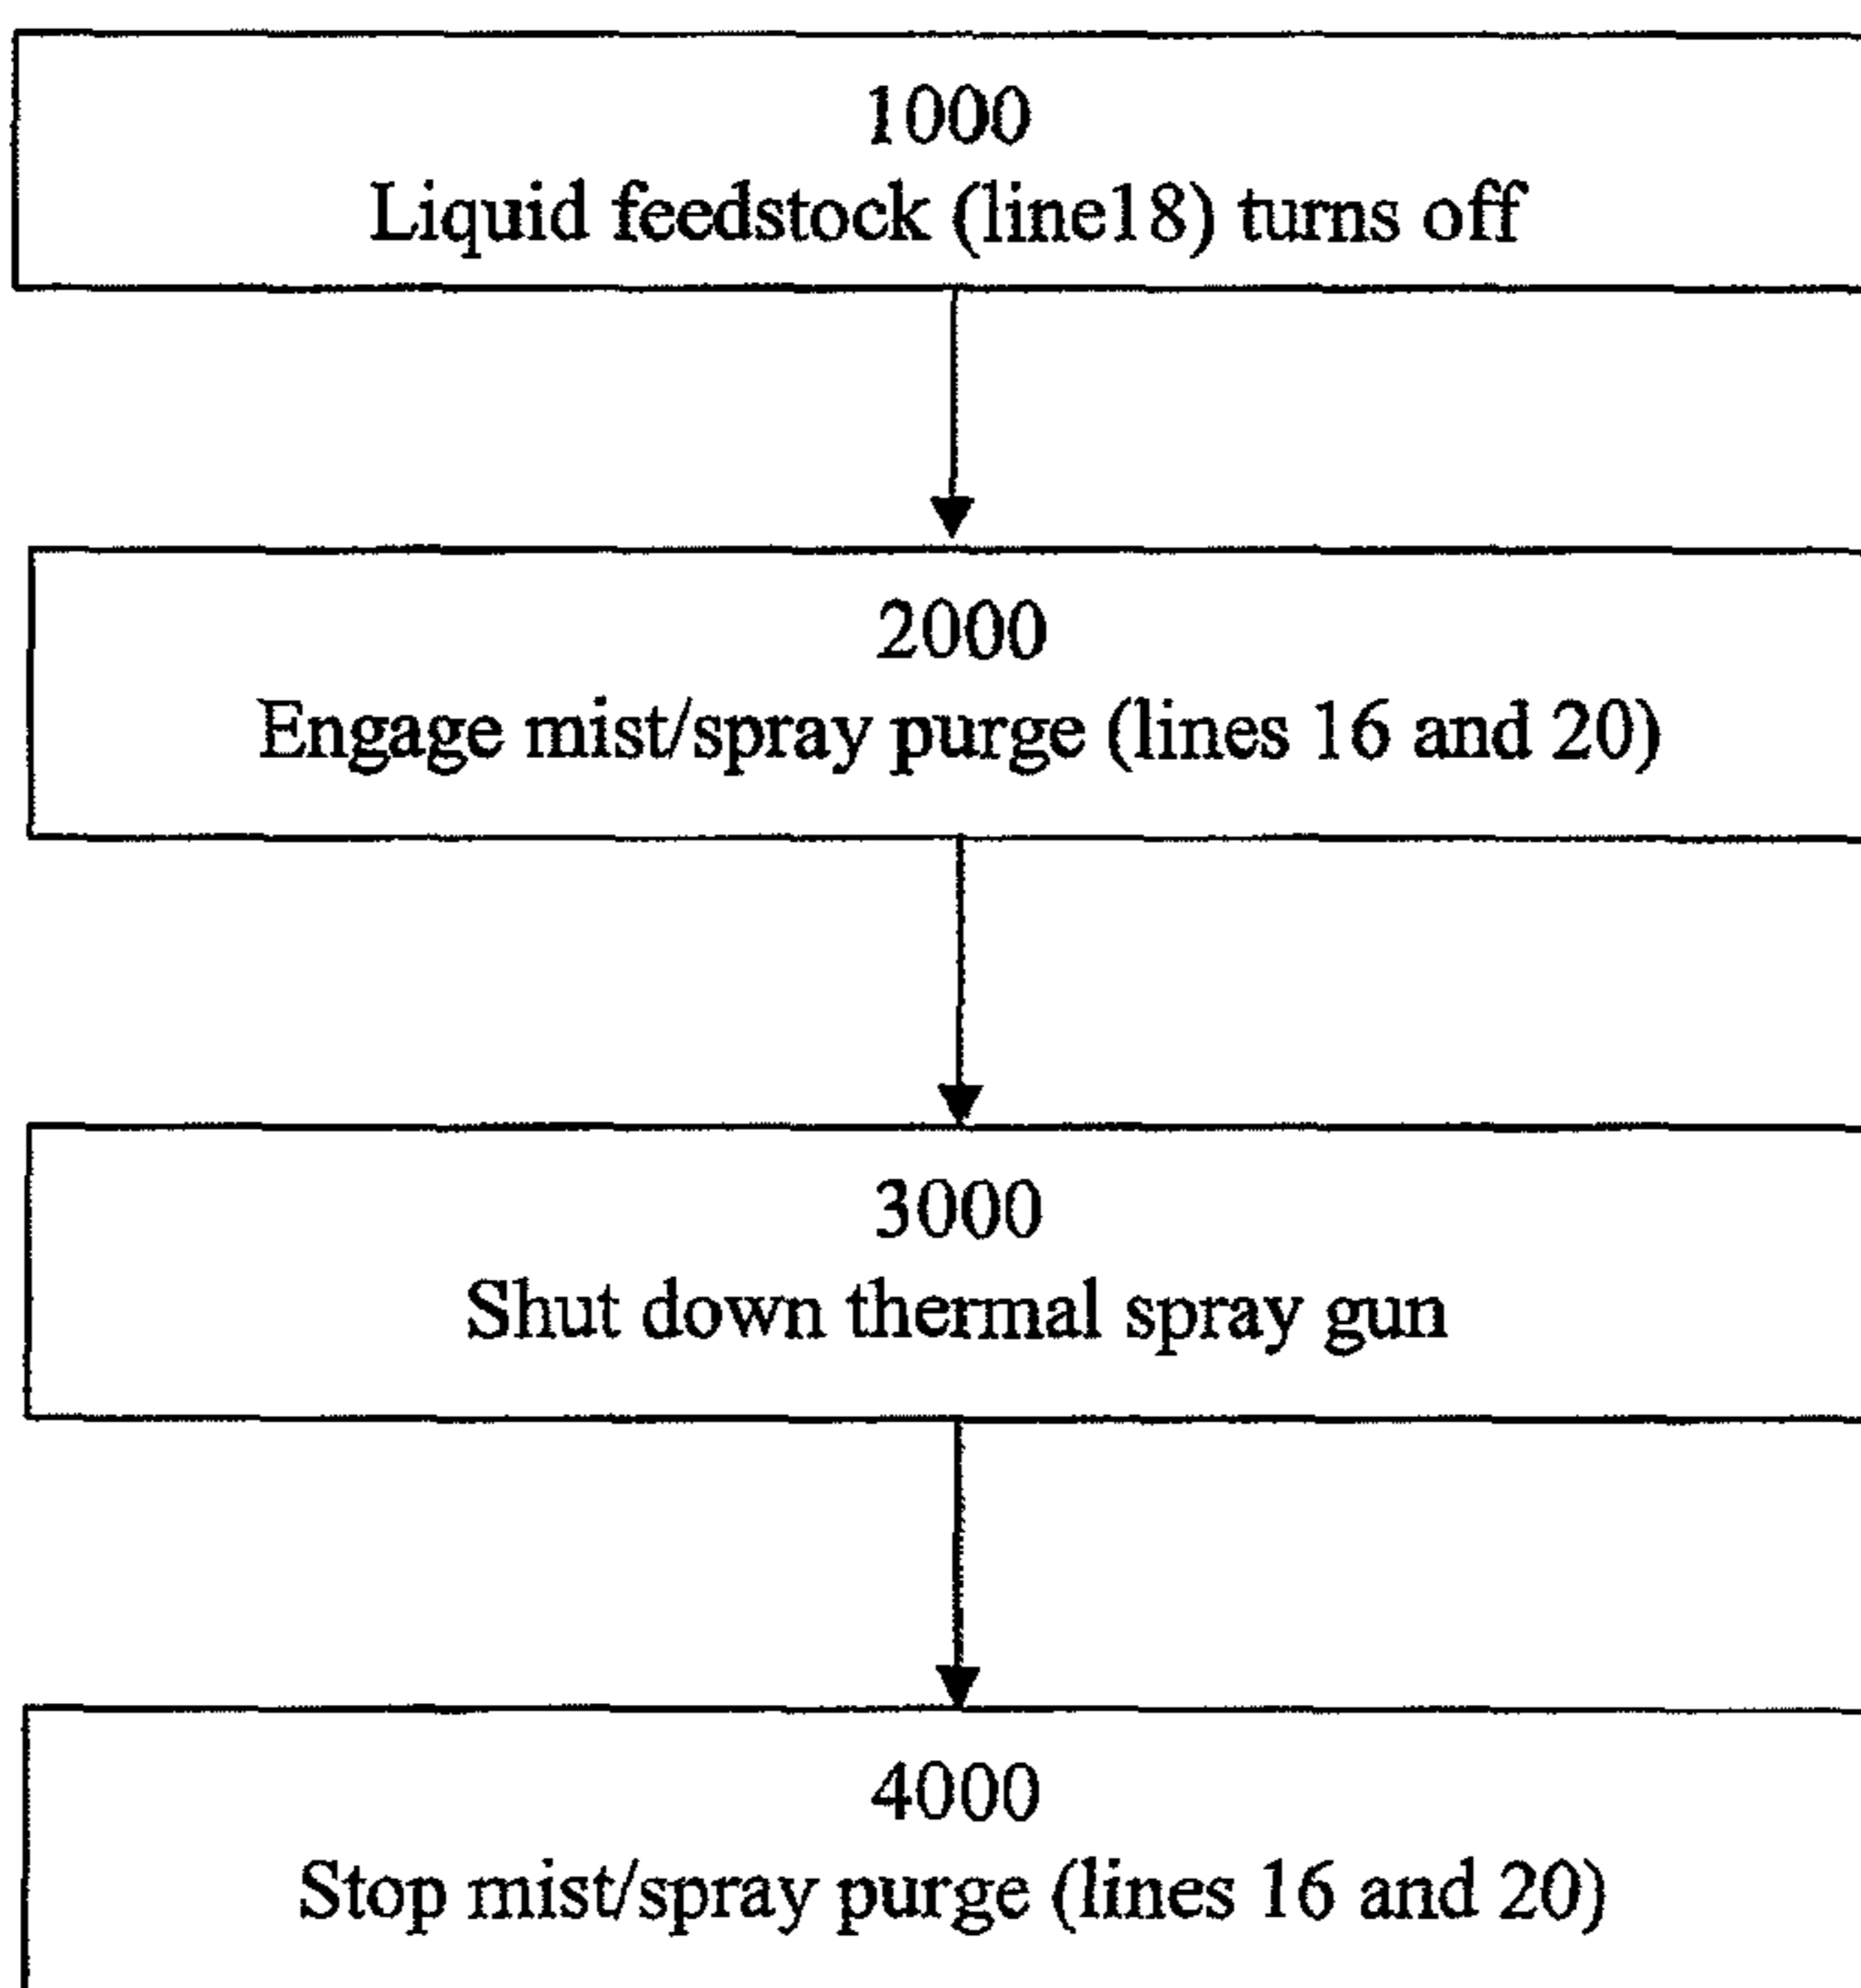 1000
Liquid feedstock (line18) turns off
2000
Engage mist/spray purge (lines 16 and 20)
3000
Shut down thermal spray gun
4000
Stop mist/spray purge (lines 16 and 20)